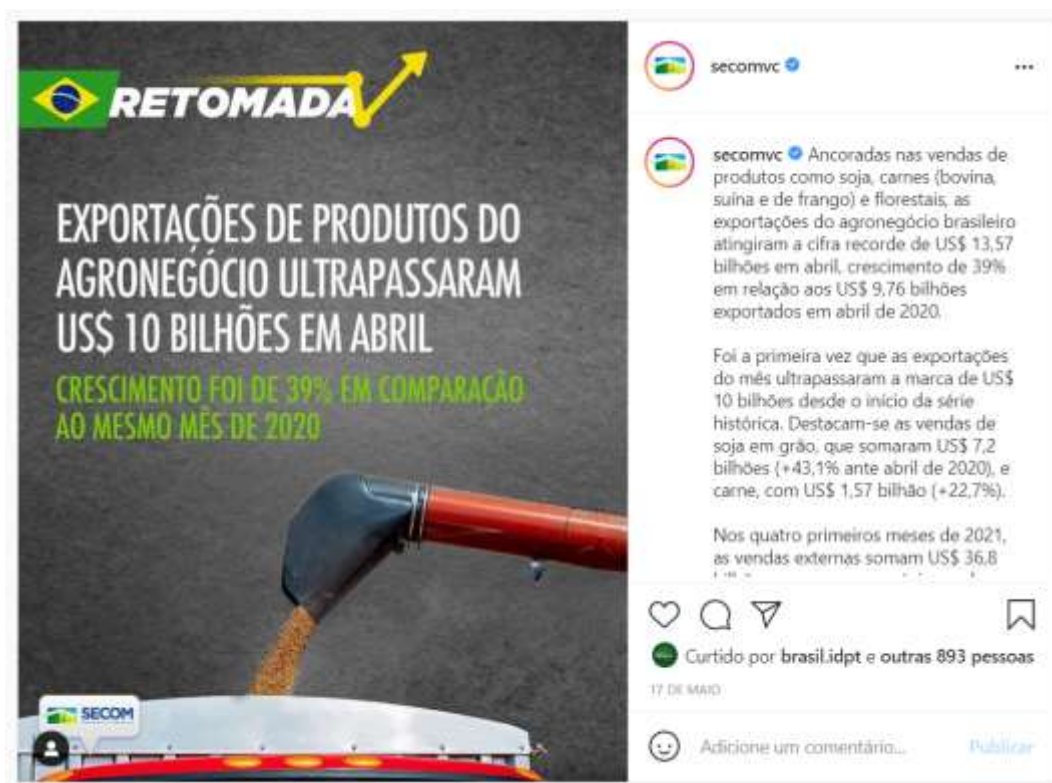 RETOMADA
EXPORTAÇÕES DE PRODUTOS DO
AGRONEGÓCIO ULTRAPASSARAM
US$ 10 BILHÕES EM ABRIL
CRESCIMENTO FOI DE 39% EM COMPARAÇÃO
AO MESMO MÊS DE 2020
SECOM
secomvc
secomvc Ancoradas nas vendas de
produtos como soja, carnes (bovina,
suína e de frango) e florestais, as
exportações do agronegócio brasileiro
atingiram a cifra recorde de US$ 13,57
bilhões em abril, crescimento de 39%
em relação aos US$ 9,76 bilhões
exportados em abril de 2020.
Foi a primeira vez que as exportações
do mês ultrapassaram a marca de US$
10 bilhões desde o início da série
histórica. Destacam-se as vendas de
soja em grão, que somaram US$ 7,2
bilhões (+43,1% ante abril de 2020), e
carne, com US$ 1,57 bilhão (+22,7%).
Nos quatro primeiros meses de 2021,
as vendas externas somam US$ 36,8
Curtido por brasil.idpt e outras 893 pessoas
17 DE MAIO
Adicione um comentário... Publicar